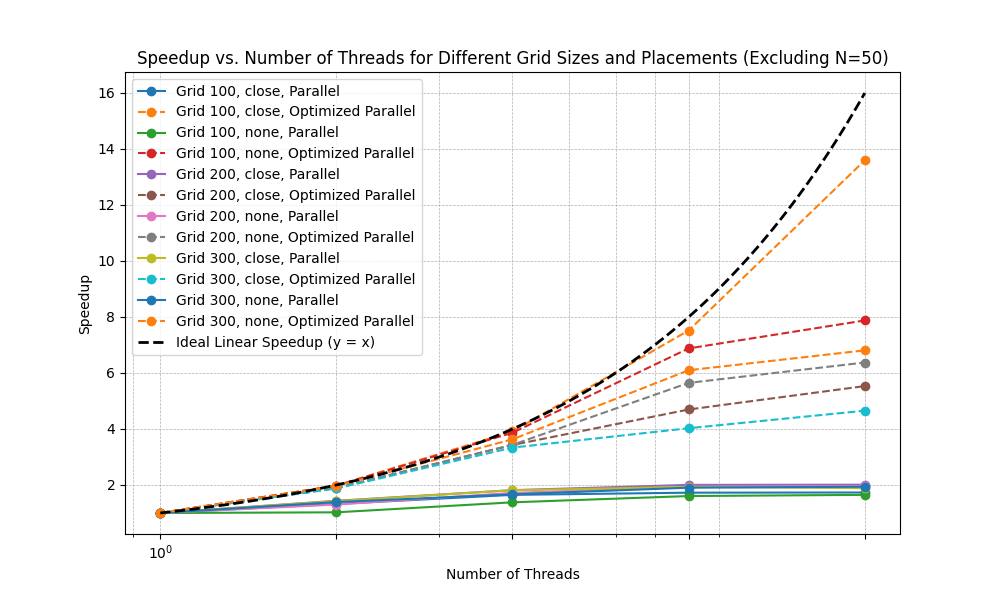 Speedup vs. Number of Threads for Different Grid Sizes and Placements (Excluding N=50)
Grid 100, close, Parallel
Grid 100, close, Optimized Parallel
Grid 100, none, Parallel
Grid 100, none, Optimized Parallel
Grid 200, close, Parallel
Grid 200, close, Optimized Parallel
Grid 200, none, Parallel
Grid 200, none, Optimized Parallel
Grid 300, close, Parallel
Grid 300, close, Optimized Parallel
Grid 300, none, Parallel
Grid 300, none, Optimized Parallel
Ideal Linear Speedup (y = x)
Speedup
16
14
12
10
8
6
4
2
10⁰
Number of Threads